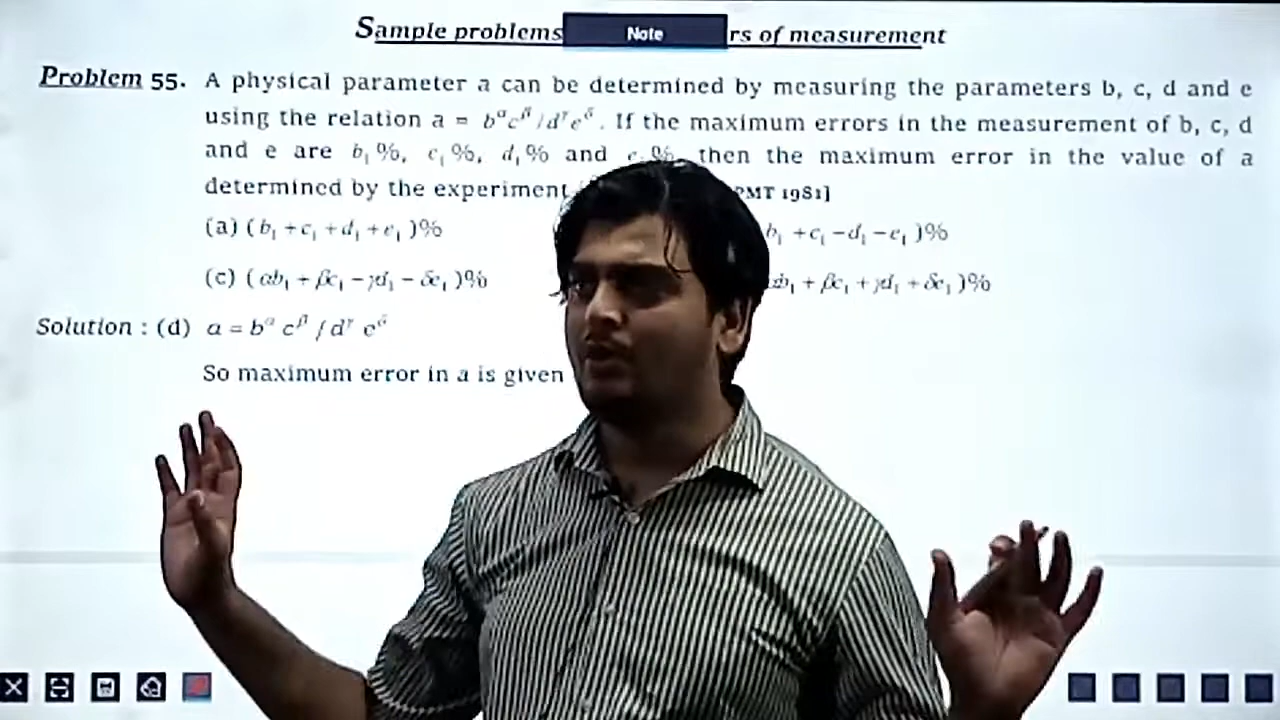 Sample problems rs of measurement
Note
Problem 55. A physical parameter a can be determined by measuring the parameters b, c, d and e
using the relation a = b^α c^β / d^γ e^δ. If the maximum errors in the measurement of b, c, d
and e are b₁%, c₁%, d₁% and e₁%, then the maximum error in the value of a
determined by the experiment PMT 1981]
(a) (b₁ + c₁ + d₁ + e₁)% b₁ + c₁ − d₁ − e₁)%
(c) (αb₁ + βc₁ − γd₁ − δe₁)% αb₁ + βc₁ + γd₁ + δe₁)%
Solution : (d) a = b^α c^β / d^γ e^δ
So maximum error in a is given